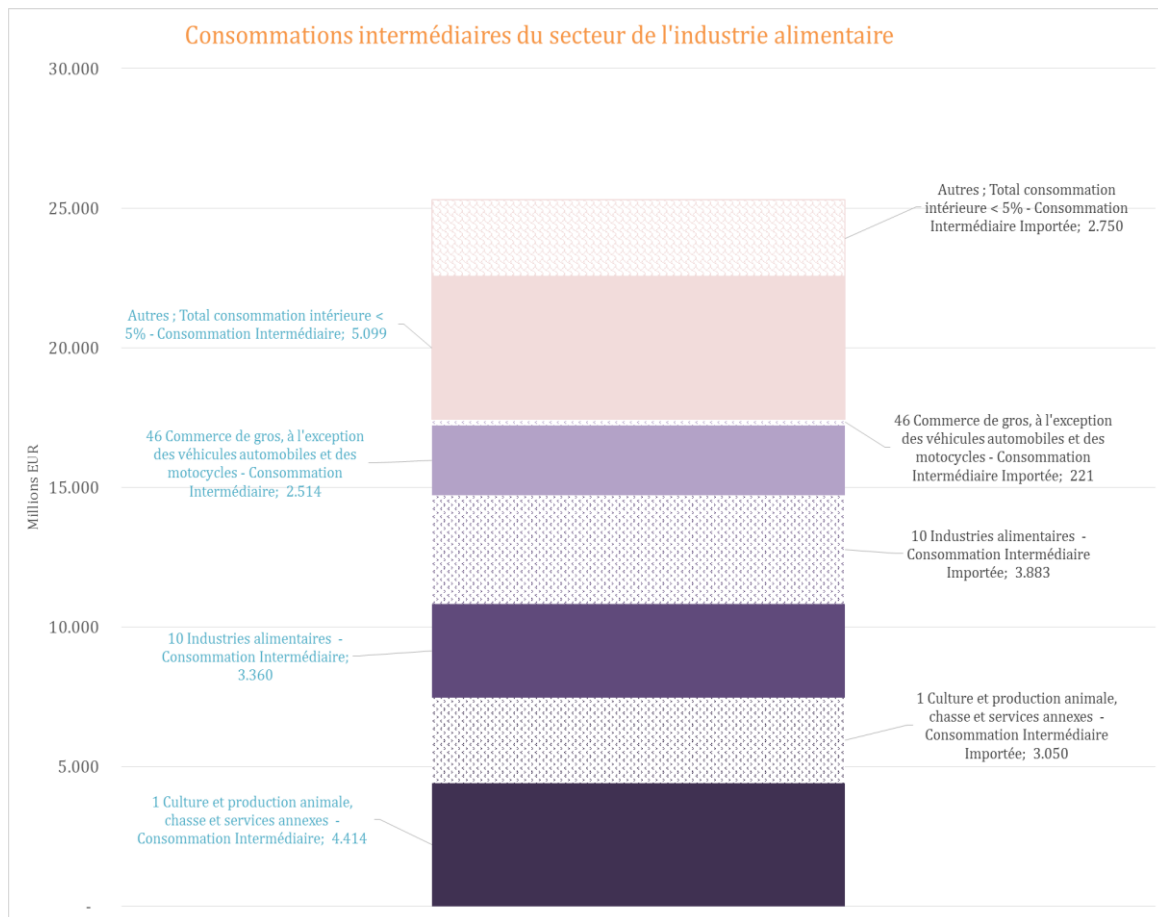 Consommations intermédiaires du secteur de l'industrie alimentaire
30.000
25.000
20.000
15.000
10.000
5.000
-
Millions EUR
Autres ; Total consommation
intérieure < 5% - Consommation
Intermédiaire Importée; 2.750
Autres ; Total consommation intérieure <
5% - Consommation Intermédiaire; 5.099
46 Commerce de gros, à l'exception
des véhicules automobiles et des
motocycles - Consommation
Intermédiaire Importée; 221
46 Commerce de gros, à l'exception
des véhicules automobiles et des
motocycles - Consommation
Intermédiaire; 2.514
10 Industries alimentaires -
Consommation Intermédiaire
Importée; 3.883
10 Industries alimentaires -
Consommation Intermédiaire;
3.360
1 Culture et production animale,
chasse et services annexes -
Consommation Intermédiaire
Importée; 3.050
1 Culture et production animale,
chasse et services annexes -
Consommation Intermédiaire; 4.414